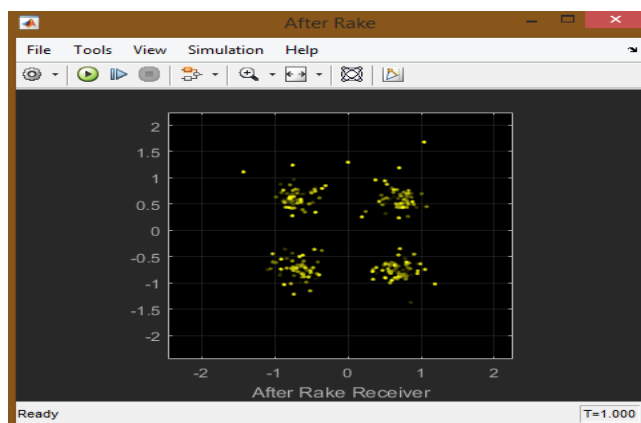 After Rake
File Tools View Simulation Help
2
1.5
1
0.5
0
-0.5
-1
-1.5
-2
-2 -1 0 1 2
After Rake Receiver
Ready T=1.000